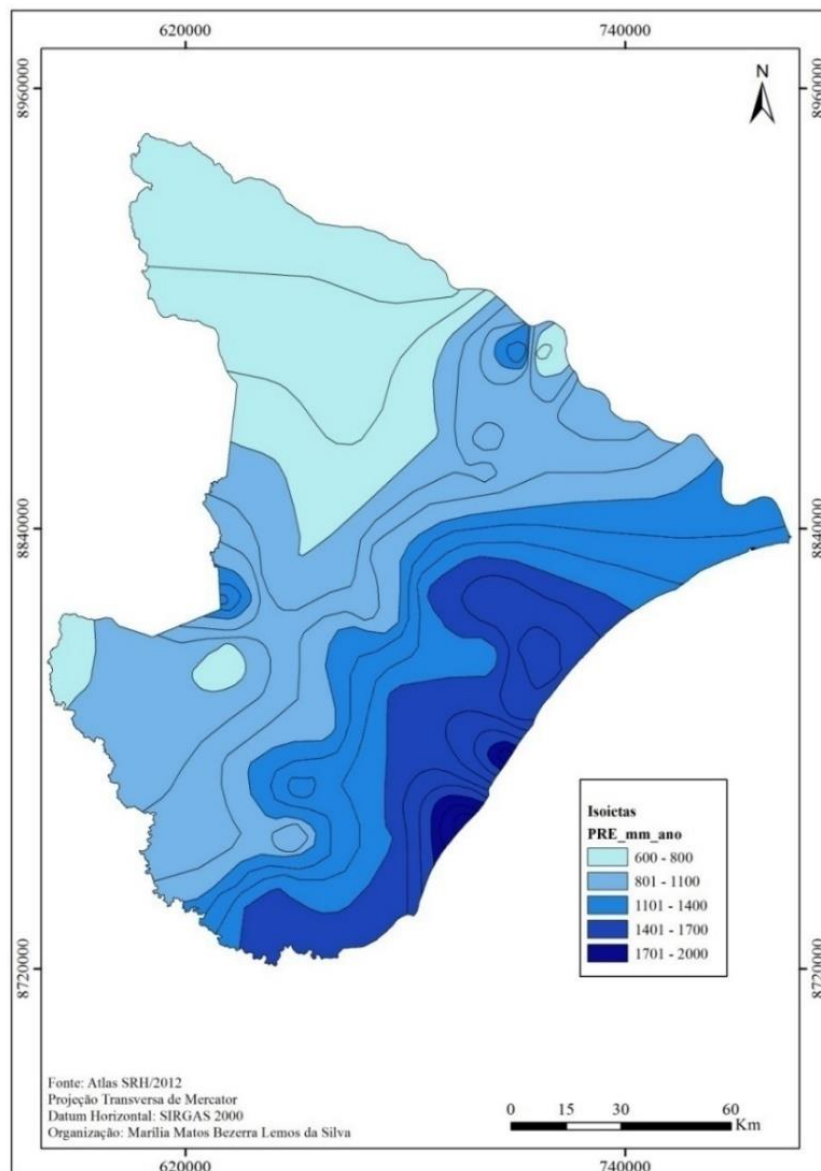 620000 740000
8960000 8960000
N
8840000 8840000
Isoietas
PRE_mm_ano
600 - 800
801 - 1100
1101 - 1400
1401 - 1700
1701 - 2000
8720000 8720000
Fonte: Atlas SRH/2012
Projeção Transversa de Mercator
Datum Horizontal: SIRGAS 2000
Organização: Marília Matos Bezerra Lemos da Silva
0 15 30 60
Km
620000 740000